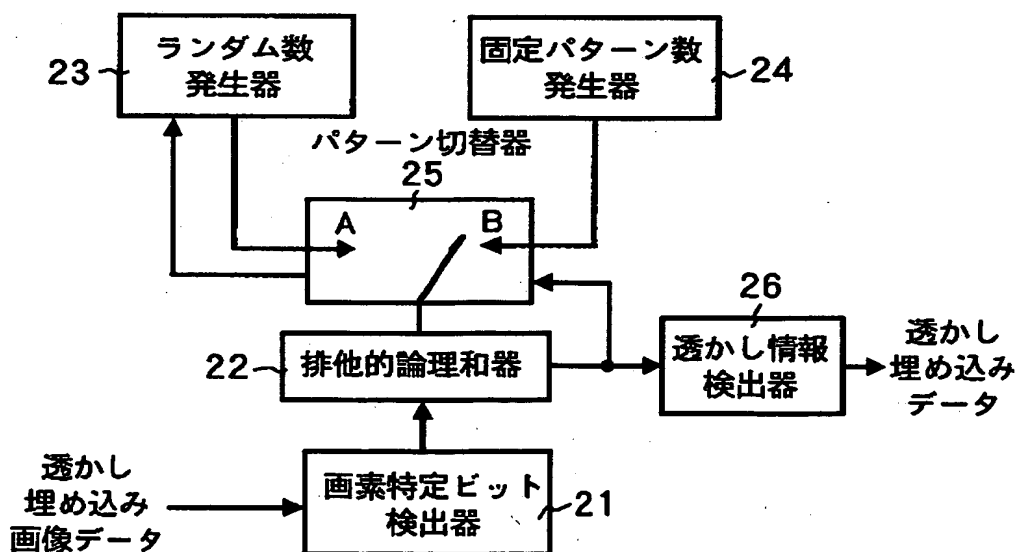 ランダム数
発生器
23
固定パターン数
発生器
24
パターン切替器
25
A
B
26
透かし情報
検出器
透かし
埋め込み
データ
22
排他的論理和器
透かし
埋め込み
画像データ
画素特定ビット
検出器
21